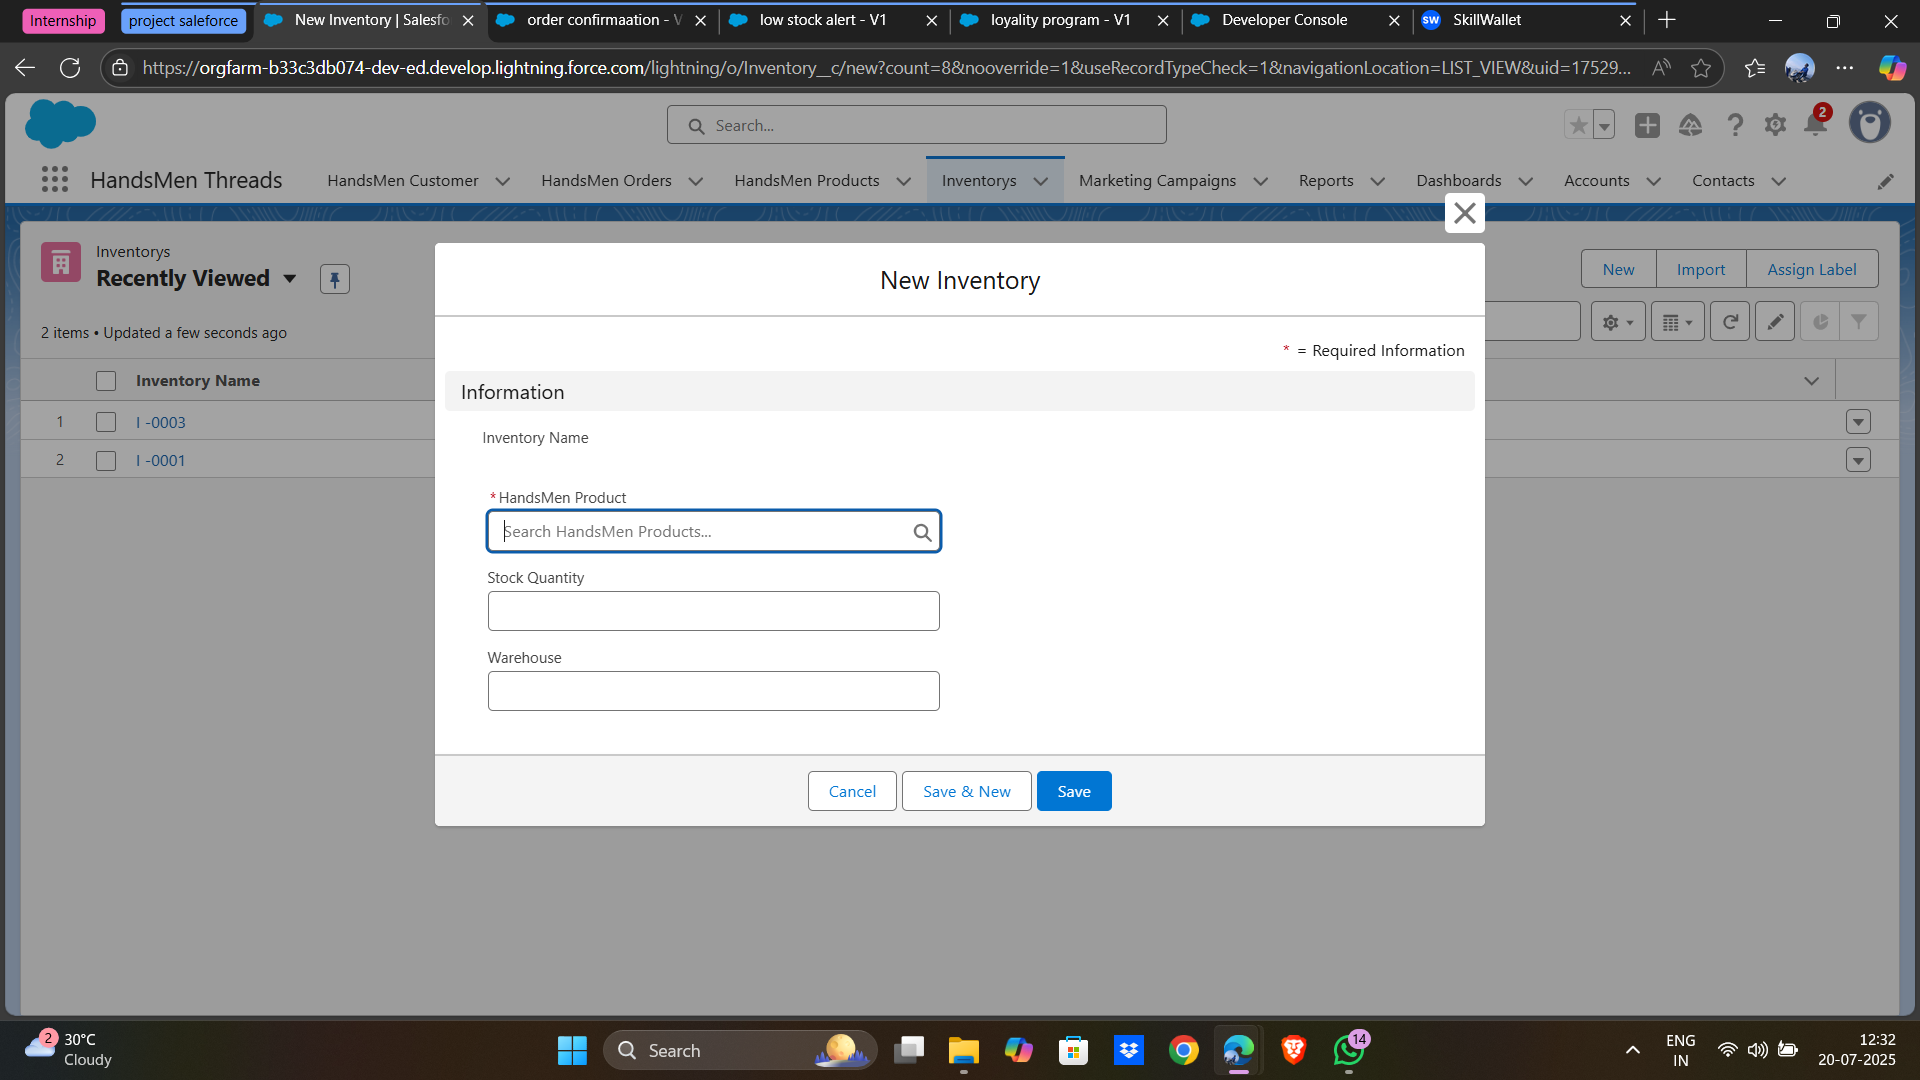 Internship
project saleforce
New Inventory | Salesfo
order confirmaation - V
low stock alert - V1
loyality program - V1
Developer Console
SW
SkillWallet
https://orgfarm-b33c3db074-dev-ed.develop.lightning.force.com/lightning/o/Inventory__c/new?count=8&nooverride=1&useRecordTypeCheck=1&navigationLocation=LIST_VIEW&uid=17529...
Search...
2
HandsMen Threads
HandsMen Customer
HandsMen Orders
HandsMen Products
Inventorys
Marketing Campaigns
Reports
Dashboards
Accounts
Contacts
Inventorys
Recently Viewed
New
Import
Assign Label
2 items • Updated a few seconds ago
Inventory Name
1
I -0003
2
I -0001
New Inventory
* = Required Information
Information
Inventory Name
*HandsMen Product
Search HandsMen Products...
Stock Quantity
Warehouse
Cancel
Save & New
Save
2
30°C
Cloudy
Search
14
ENG
IN
12:32
20-07-2025